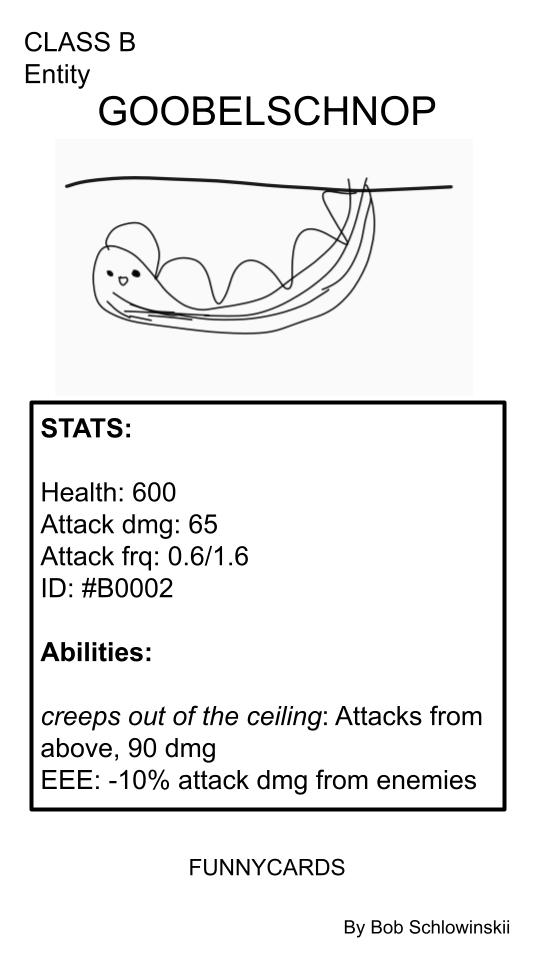 CLASS B
Entity
GOOBELSCHNOP
STATS:
Health: 600
Attack dmg: 65
Attack frq: 0.6/1.6
ID: #B0002
Abilities:
creeps out of the ceiling: Attacks from
above, 90 dmg
EEE: -10% attack dmg from enemies
FUNNYCARDS
By Bob Schlowinskii